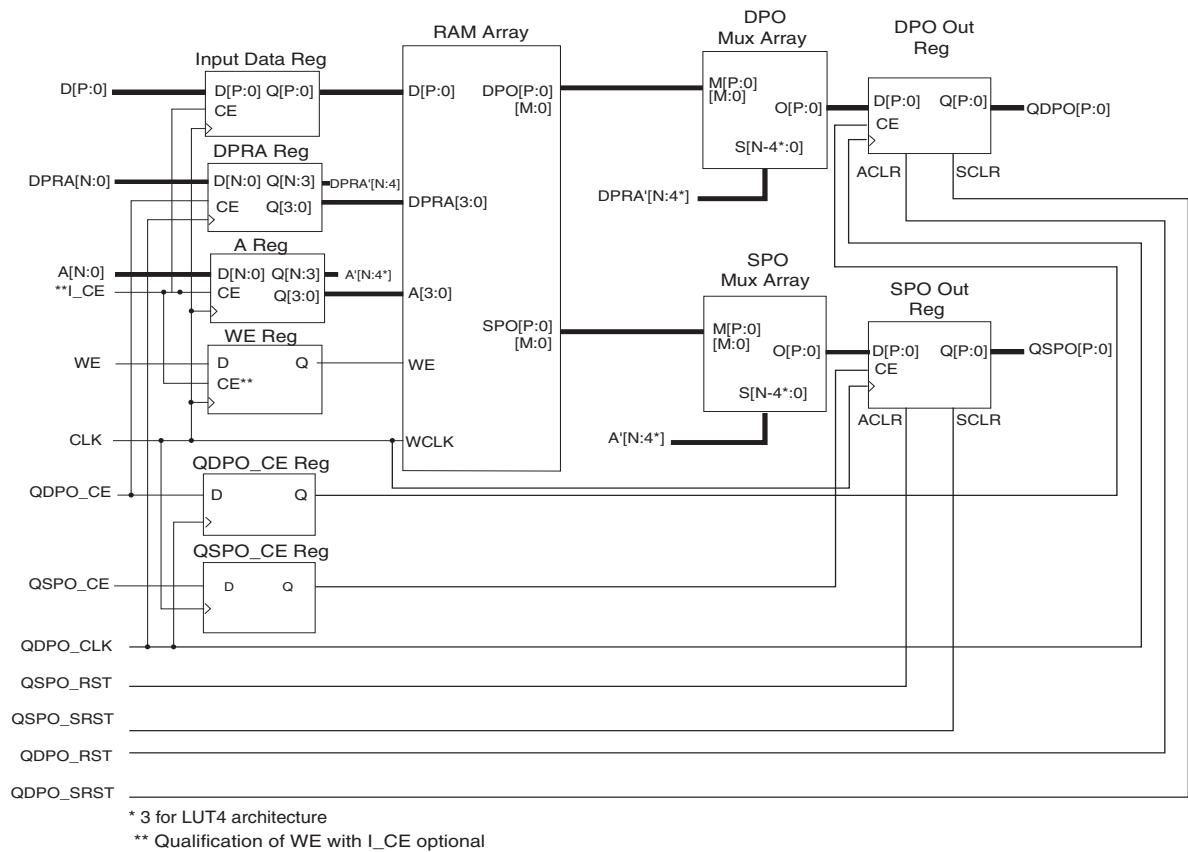 DPO
Mux Array
DPO Out
Reg
RAM Array
Input Data Reg
D[P:0]
D[P:0] Q[P:0]
CE
D[P:0]
DPO[P:0]
[M:0]
M[P:0]
[M:0]
O[P:0]
S[N-4*:0]
D[P:0] Q[P:0]
CE
QDPO[P:0]
ACLR
SCLR
DPRA Reg
DPRA[N:0]
D[N:0] Q[N:3]
DPRA'[N:4]
CE
Q[3:0]
DPRA[3:0]
DPRA'[N:4*]
A Reg
A[N:0]
**I_CE
D[N:0] Q[N:3]
A'[N:4*]
CE
Q[3:0]
A[3:0]
SPO
Mux Array
SPO Out
Reg
SPO[P:0]
[M:0]
M[P:0]
[M:0]
O[P:0]
S[N-4*:0]
D[P:0] Q[P:0]
CE
QSPO[P:0]
ACLR
SCLR
WE Reg
WE
D
Q
CE**
WE
CLK
WCLK
A'[N:4*]
QDPO_CE Reg
QDPO_CE
D
Q
QSPO_CE Reg
QSPO_CE
D
Q
QDPO_CLK
QSPO_RST
QSPO_SRST
QDPO_RST
QDPO_SRST
* 3 for LUT4 architecture
** Qualification of WE with I_CE optional